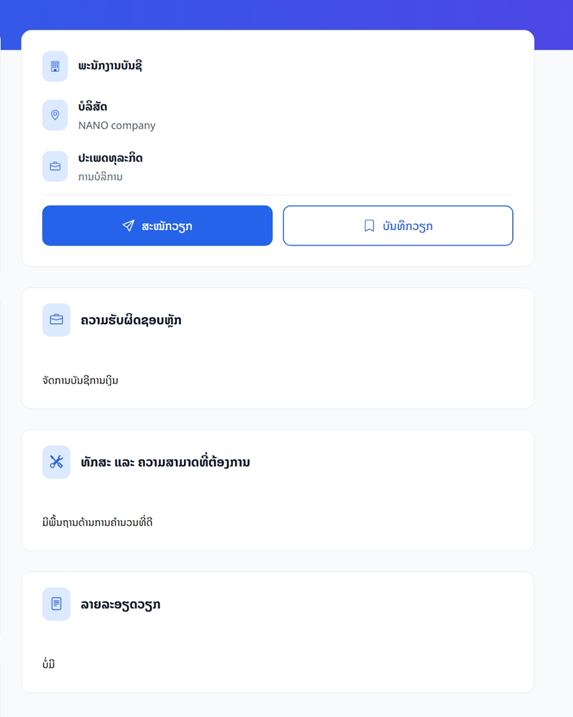 ພະນັກງານບັນຊີ
ບໍລິສັດ
NANO company
ປະເພດທຸລະກິດ
ການບໍລິການ
ສະໝັກວຽກ
ບັນທຶກວຽກ
ຄວາມຮັບຜິດຊອບຫຼັກ
ຈັດການບັນຊີການເງິນ
ທັກສະ ແລະ ຄວາມສາມາດທີ່ຕ້ອງການ
ມີພື້ນຖານດ້ານການຄຳນວນທີ່ດີ
ລາຍລະອຽດວຽກ
ບໍ່ມີ